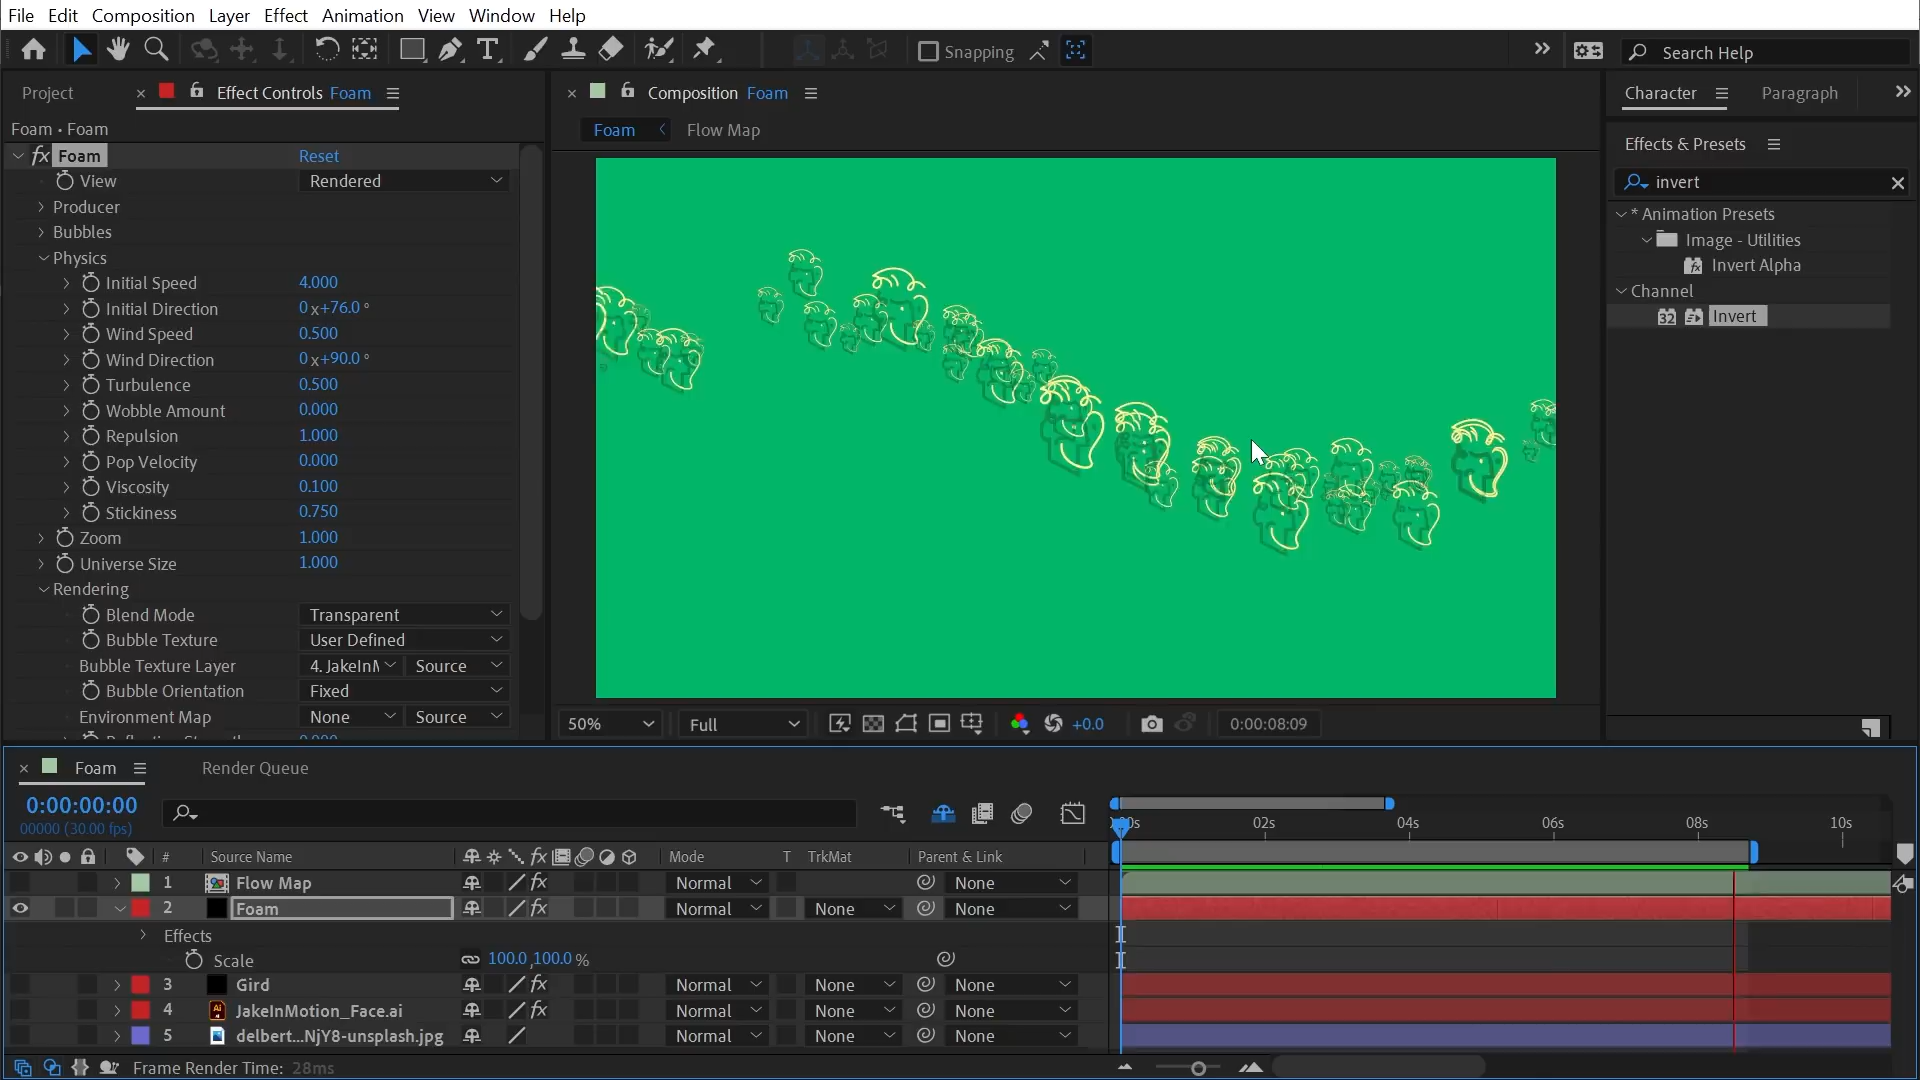 File Edit Composition Layer Effect Animation View Window Help
Snapping
Search Help
Project
Effect Controls Foam
Composition Foam
Character
Paragraph
Foam • Foam
Foam
Flow Map
Effects & Presets
fx Foam Reset
View Rendered
invert
Producer
Bubbles
Physics
Initial Speed 4.000
Initial Direction 0 x+76.0 °
Wind Speed 0.500
Wind Direction 0 x+90.0 °
Turbulence 0.500
Wobble Amount 0.000
Repulsion 1.000
Pop Velocity 0.000
Viscosity 0.100
Stickiness 0.750
Zoom 1.000
Universe Size 1.000
Rendering
Blend Mode Transparent
Bubble Texture User Defined
Bubble Texture Layer 4. JakeInM Source
Bubble Orientation Fixed
Environment Map None Source
* Animation Presets
Image - Utilities
Invert Alpha
Channel
32 Invert
50% Full +0.0 0:00:08:09
Foam
Render Queue
0:00:00:00
00000 (30.00 fps)
02s 04s 06s 08s 10s
# Source Name fx Mode T TrkMat Parent & Link
1 Flow Map fx Normal None
2 Foam fx Normal None None
Effects
Scale 100.0,100.0 %
3 Gird fx Normal None None
4 Ai JakeInMotion_Face.ai fx Normal None None
5 delbert...NjY8-unsplash.jpg Normal None None
Frame Render Time: 28ms